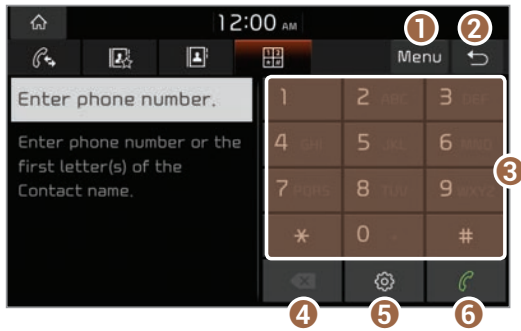 12:00 AM
1
2
Menu
Enter phone number.
Enter phone number or the
first letter(s) of the
Contact name.
1
2 ABC
3 DEF
4 GHI
5 JKL
6 MNO
7 PQRS
8 TUV
9 WXYZ
* 
0 +
#
3
4
5
6